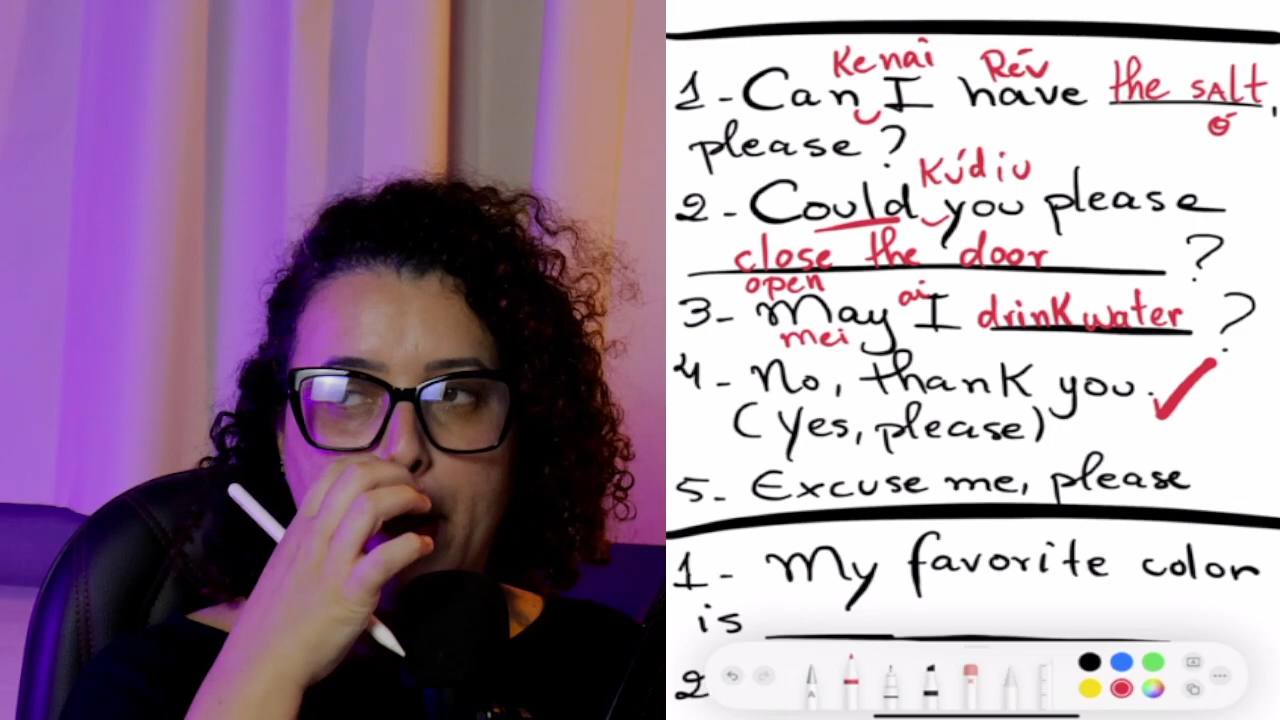 Kenai Rév
1 - Can I have the sAlt,
ó
please?
Kúdiu
2 - Could you please
close the door ?
open
3 - May ai I drink water ?
mei
4 - No, thank you.
(Yes, please)
5. Excuse me, please
1 - My favorite color
is
2